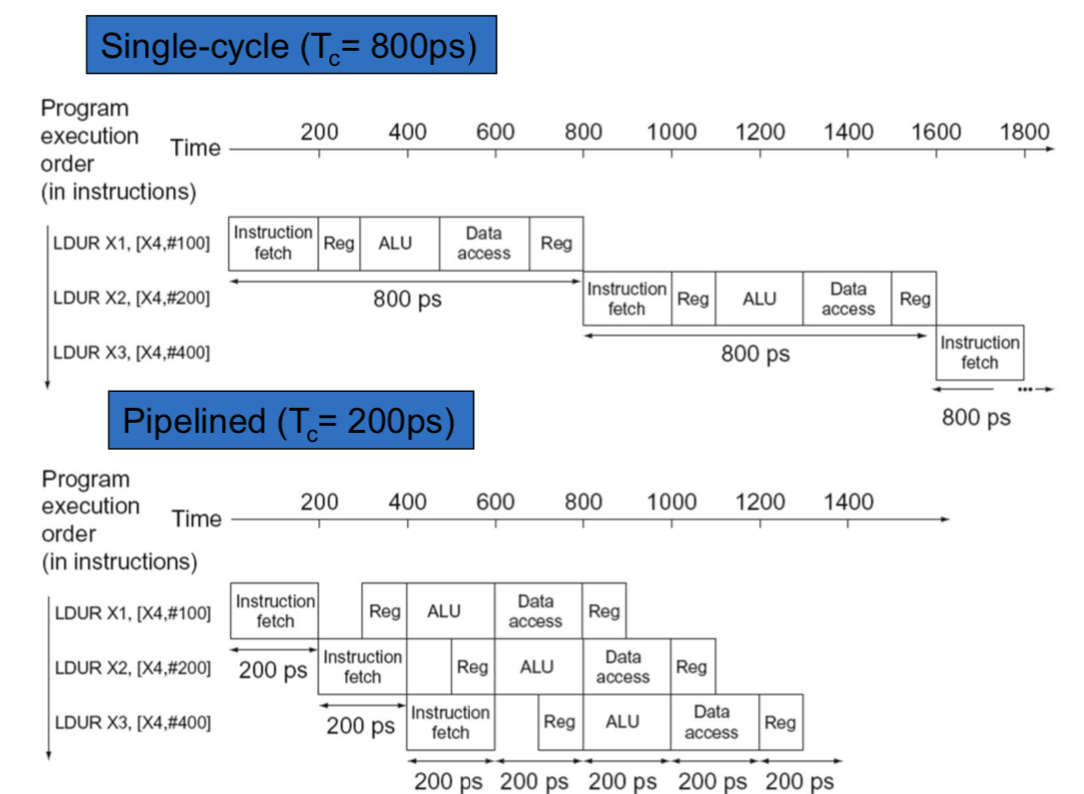 Single-cycle (Tc= 800ps)
Program
execution
order
(in instructions)
Time
200 400 600 800 1000 1200 1400 1600 1800
LDUR X1, [X4,#100]
Instruction
fetch
Reg
ALU
Data
access
Reg
800 ps
LDUR X2, [X4,#200]
Instruction
fetch
Reg
ALU
Data
access
Reg
800 ps
LDUR X3, [X4,#400]
Instruction
fetch
...
800 ps
Pipelined (Tc= 200ps)
Program
execution
order
(in instructions)
Time
200 400 600 800 1000 1200 1400
LDUR X1, [X4,#100]
Instruction
fetch
Reg
ALU
Data
access
Reg
200 ps
LDUR X2, [X4,#200]
Instruction
fetch
Reg
ALU
Data
access
Reg
200 ps
LDUR X3, [X4,#400]
Instruction
fetch
Reg
ALU
Data
access
Reg
200 ps 200 ps 200 ps 200 ps 200 ps